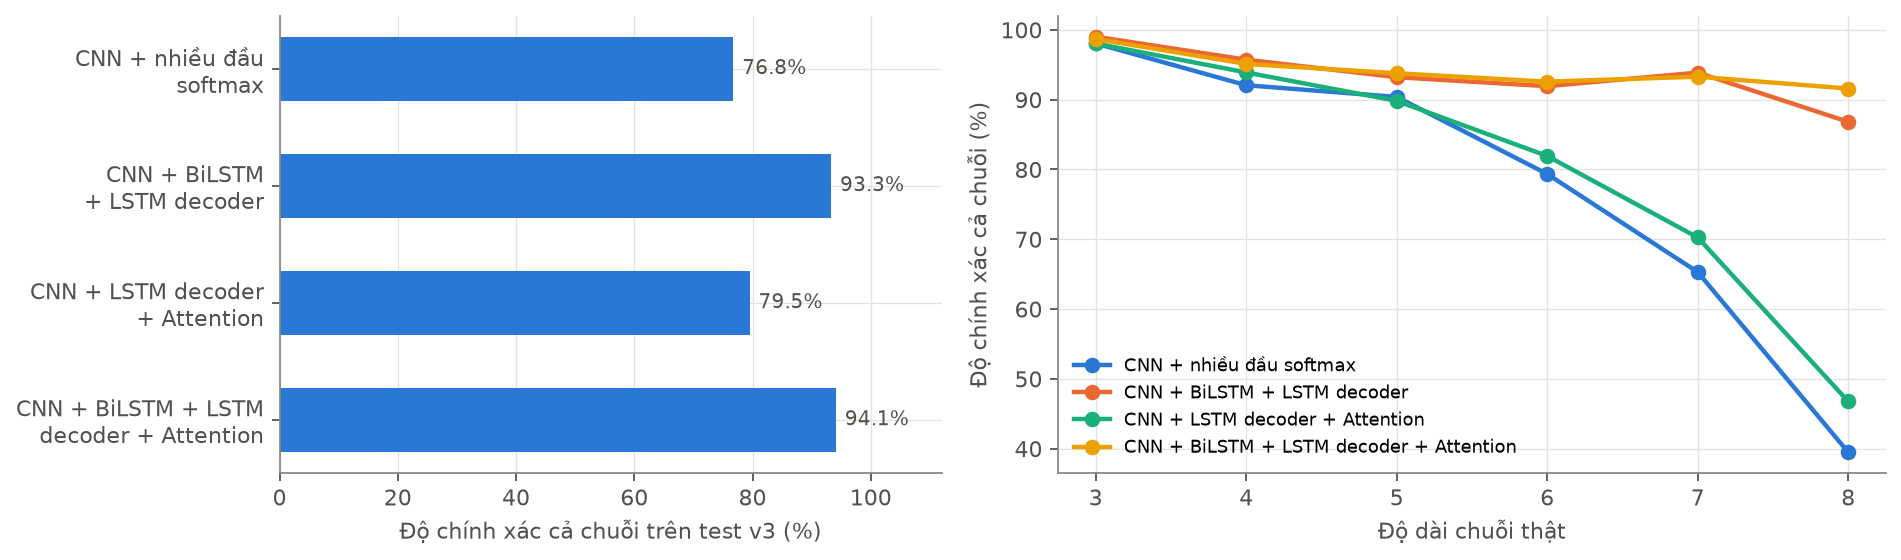 CNN + nhiều đầu
softmax
76.8%
CNN + BiLSTM
+ LSTM decoder
93.3%
CNN + LSTM decoder
+ Attention
79.5%
CNN + BiLSTM + LSTM
decoder + Attention
94.1%
0 20 40 60 80 100
Độ chính xác cả chuỗi trên test v3 (%)
Độ chính xác cả chuỗi (%)
100
90
80
70
60
50
40
CNN + nhiều đầu softmax
CNN + BiLSTM + LSTM decoder
CNN + LSTM decoder + Attention
CNN + BiLSTM + LSTM decoder + Attention
3 4 5 6 7 8
Độ dài chuỗi thật